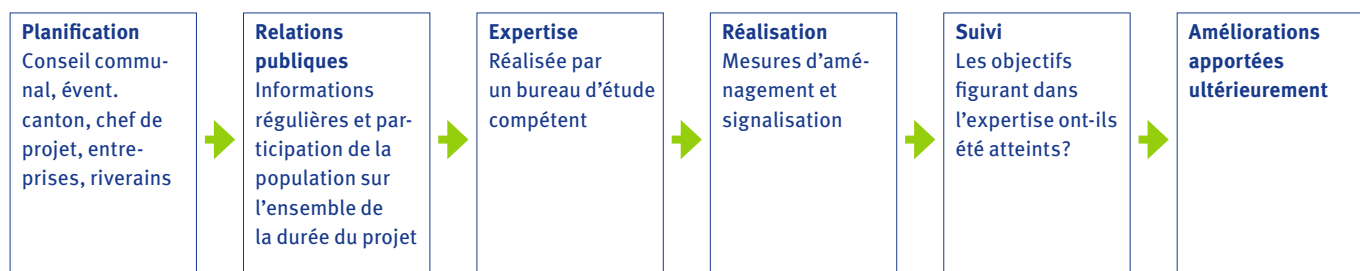 Planification
Conseil commu-
nal, évent.
canton, chef de
projet, entre-
prises, riverains
Relations
publiques
Informations
régulières et par-
ticipation de la
population sur
l'ensemble de
la durée du projet
Expertise
Réalisée par
un bureau d'étude
compétent
Réalisation
Mesures d'amé-
nagement et
signalisation
Suivi
Les objectifs
figurant dans
l'expertise ont-ils
été atteints?
Améliorations
apportées
ultérieurement